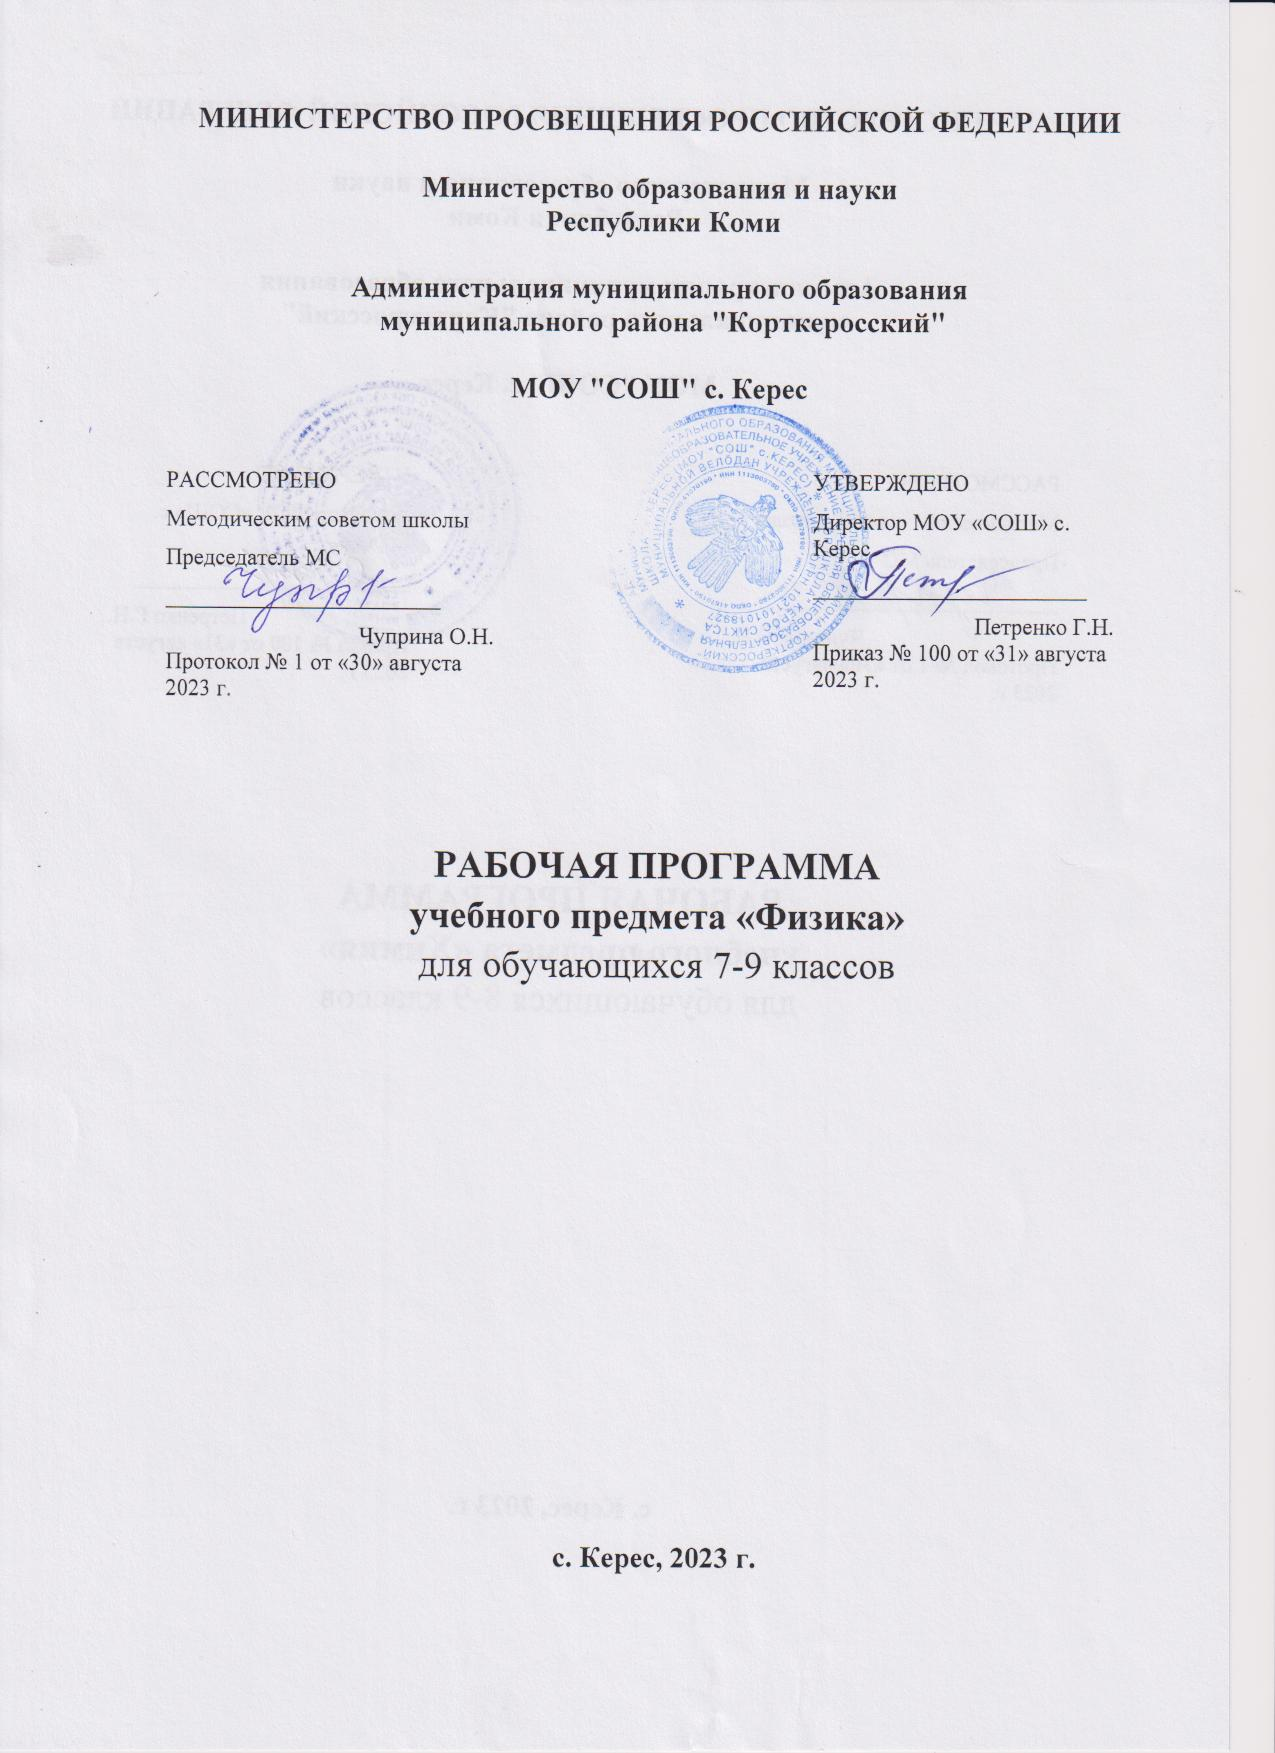 МИНИСТЕРСТВО ПРОСВЕЩЕНИЯ РОССИЙСКОЙ ФЕДЕРАЦИИ
Министерство образования и науки
Республики Коми
Администрация муниципального образования
муниципального района "Корткеросский"
МОУ "СОШ" с. Керес
РАССМОТРЕНО
Методическим советом школы
Председатель МС
Чуприна О.Н.
Протокол № 1 от «30» августа
2023 г.
УТВЕРЖДЕНО
Директор МОУ «СОШ» с.
Керес
Петренко Г.Н.
Приказ № 100 от «31» августа
2023 г.
РАБОЧАЯ ПРОГРАММА
учебного предмета «Физика»
для обучающихся 7-9 классов
с. Керес, 2023 г.